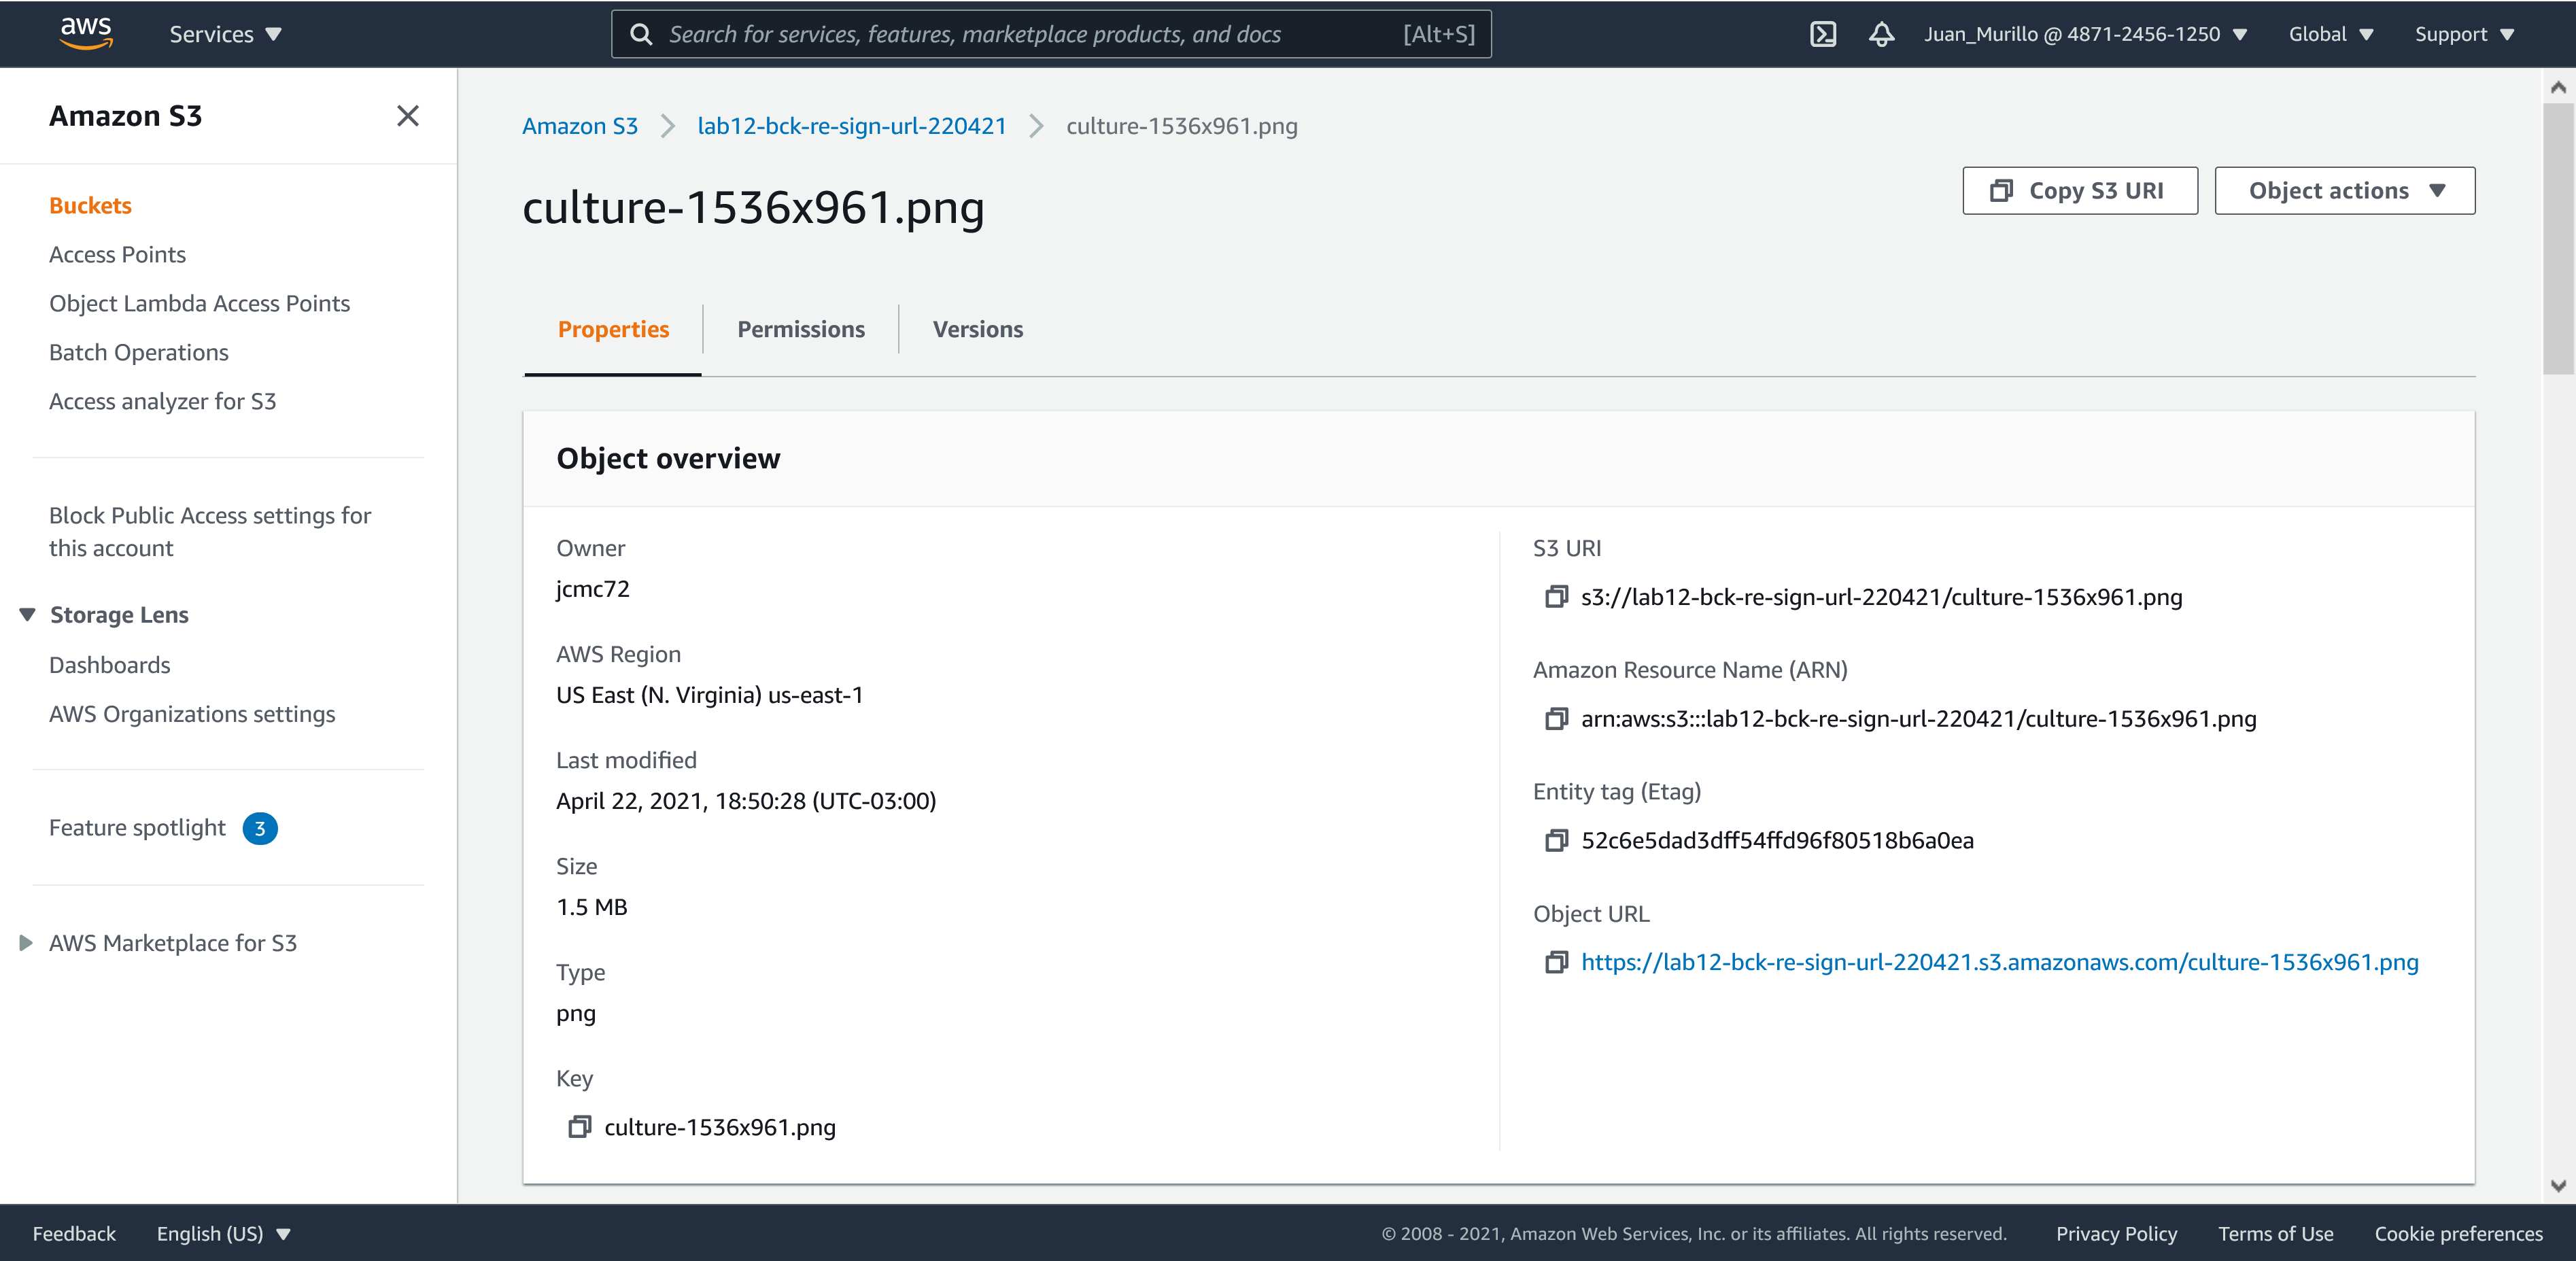 aws
Services
Search for services, features, marketplace products, and docs [Alt+S]
Juan_Murillo @ 4871-2456-1250
Global
Support
Amazon S3
Buckets
Access Points
Object Lambda Access Points
Batch Operations
Access analyzer for S3
Block Public Access settings for
this account
Storage Lens
Dashboards
AWS Organizations settings
Feature spotlight 3
AWS Marketplace for S3
Amazon S3 > lab12-bck-re-sign-url-220421 > culture-1536x961.png
culture-1536x961.png
Copy S3 URI
Object actions
Properties
Permissions
Versions
Object overview
Owner
jcmc72
AWS Region
US East (N. Virginia) us-east-1
Last modified
April 22, 2021, 18:50:28 (UTC-03:00)
Size
1.5 MB
Type
png
Key
culture-1536x961.png
S3 URI
s3://lab12-bck-re-sign-url-220421/culture-1536x961.png
Amazon Resource Name (ARN)
arn:aws:s3:::lab12-bck-re-sign-url-220421/culture-1536x961.png
Entity tag (Etag)
52c6e5dad3dff54ffd96f80518b6a0ea
Object URL
https://lab12-bck-re-sign-url-220421.s3.amazonaws.com/culture-1536x961.png
Feedback
English (US)
© 2008 - 2021, Amazon Web Services, Inc. or its affiliates. All rights reserved.
Privacy Policy
Terms of Use
Cookie preferences